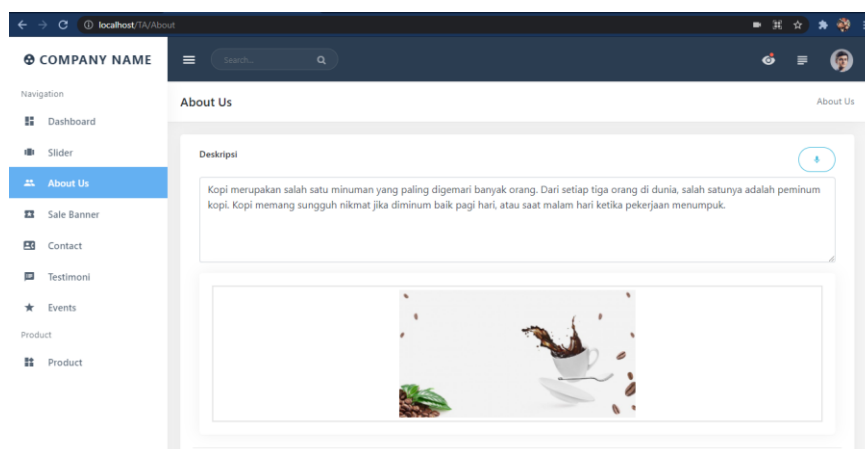 localhost/TA/About
COMPANY NAME
Search...
Navigation
About Us
About Us
Dashboard
Slider
Deskripsi
About Us
Kopi merupakan salah satu minuman yang paling digemari banyak orang. Dari setiap tiga orang di dunia, salah satunya adalah peminum
kopi. Kopi memang sungguh nikmat jika diminum baik pagi hari, atau saat malam hari ketika pekerjaan menumpuk.
Sale Banner
Contact
Testimoni
Events
Product
Product